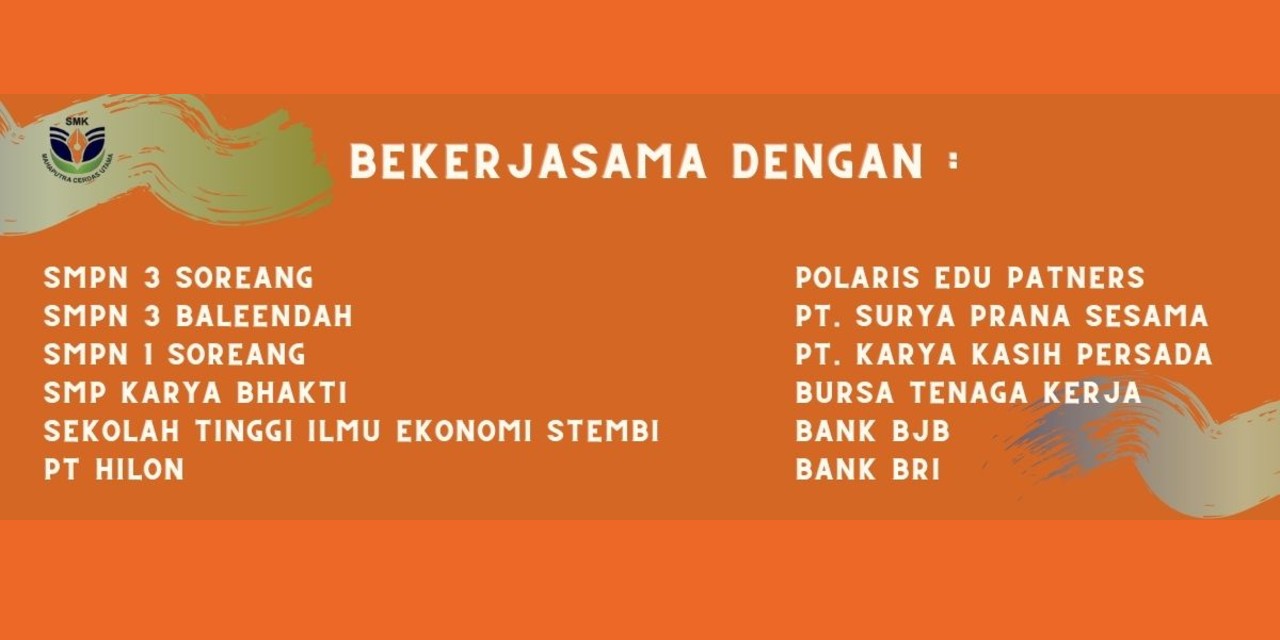 SMK
MAHAPUTRA CERDAS UTAMA
BEKERJASAMA DENGAN :
SMPN 3 SOREANG
SMPN 3 BALEENDAH
SMPN 1 SOREANG
SMP KARYA BHAKTI
SEKOLAH TINGGI ILMU EKONOMI STEMBI
PT HILON
POLARIS EDU PATNERS
PT. SURYA PRANA SESAMA
PT. KARYA KASIH PERSADA
BURSA TENAGA KERJA
BANK BJB
BANK BRI